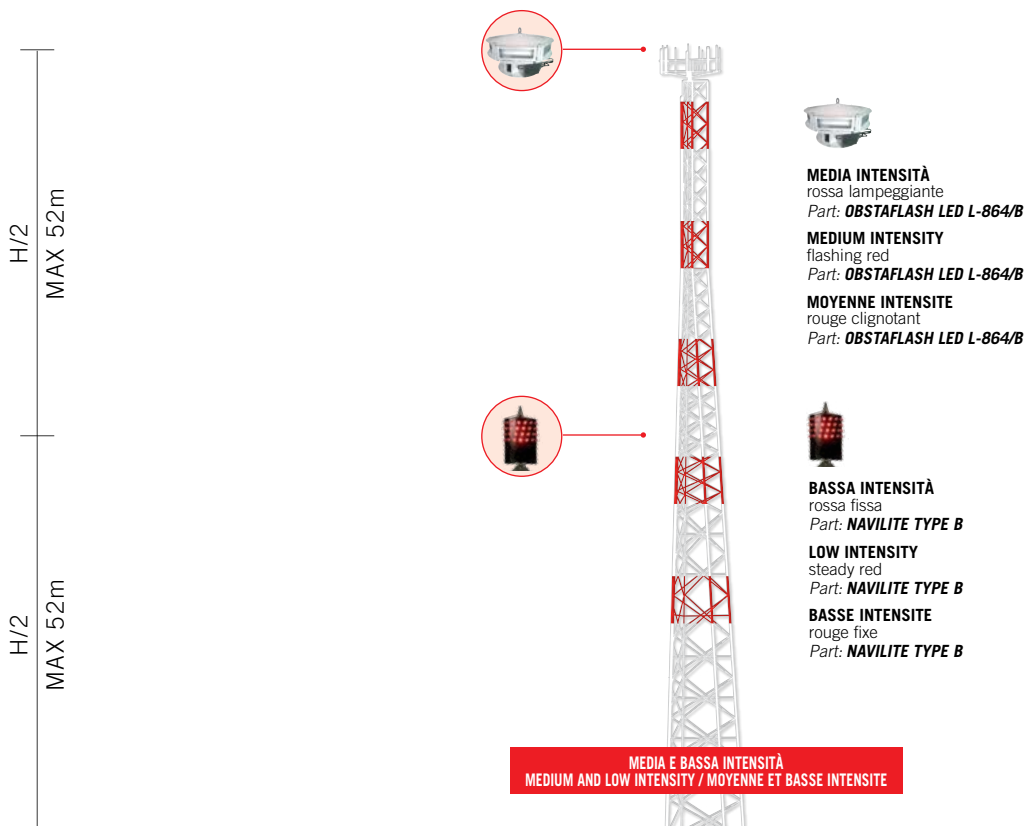 H/2
MAX 52m
H/2
MAX 52m
MEDIA INTENSITÀ
rossa lampeggiante
Part: OBSTAFLASH LED L-864/B
MEDIUM INTENSITY
flashing red
Part: OBSTAFLASH LED L-864/B
MOYENNE INTENSITE
rouge clignotant
Part: OBSTAFLASH LED L-864/B
BASSA INTENSITÀ
rossa fissa
Part: NAVILITE TYPE B
LOW INTENSITY
steady red
Part: NAVILITE TYPE B
BASSE INTENSITE
rouge fixe
Part: NAVILITE TYPE B
MEDIA E BASSA INTENSITÀ
MEDIUM AND LOW INTENSITY / MOYENNE ET BASSE INTENSITE